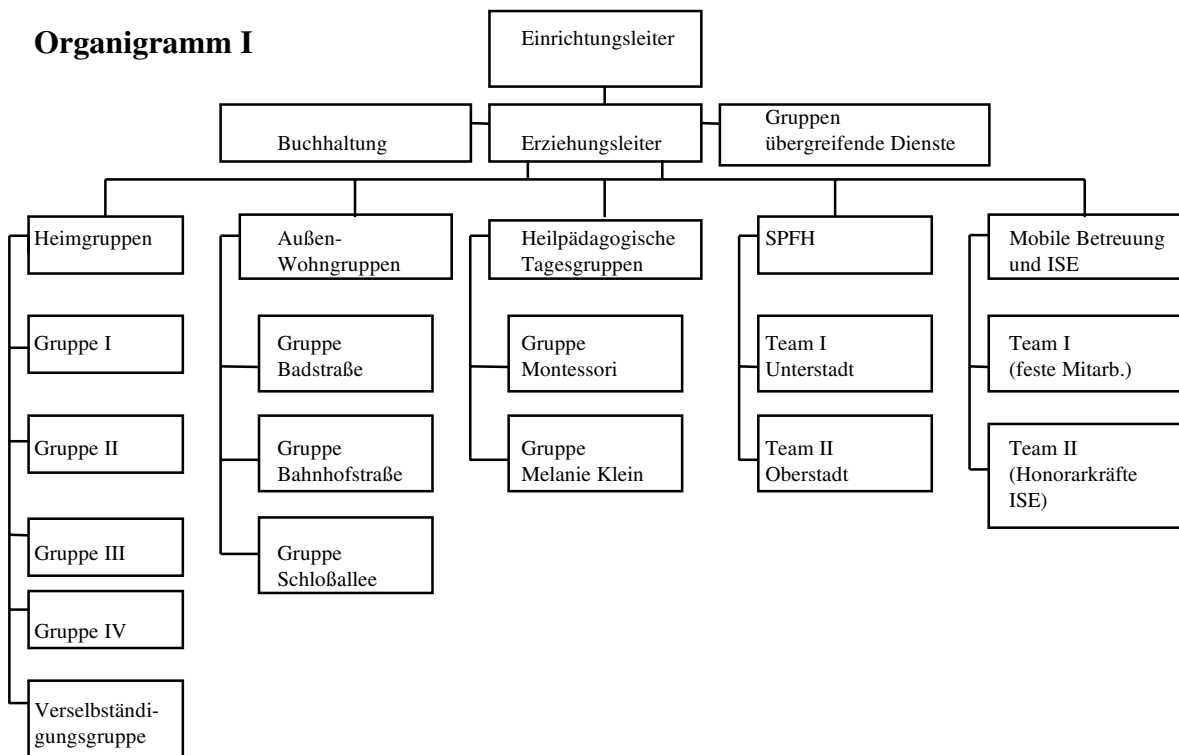 Organigramm I
Einrichtungsleiter
Buchhaltung
Erziehungsleiter
Gruppen
übergreifende Dienste
Heimgruppen
Gruppe I
Gruppe II
Gruppe III
Gruppe IV
Verselbständi-
gungsgruppe
Außen-
Wohngruppen
Gruppe
Badstraße
Gruppe
Bahnhofstraße
Gruppe
Schloßallee
Heilpädagogische
Tagesgruppen
Gruppe
Montessori
Gruppe
Melanie Klein
SPFH
Team I
Unterstadt
Team II
Oberstadt
Mobile Betreuung
und ISE
Team I
(feste Mitarb.)
Team II
(Honorarkräfte
ISE)